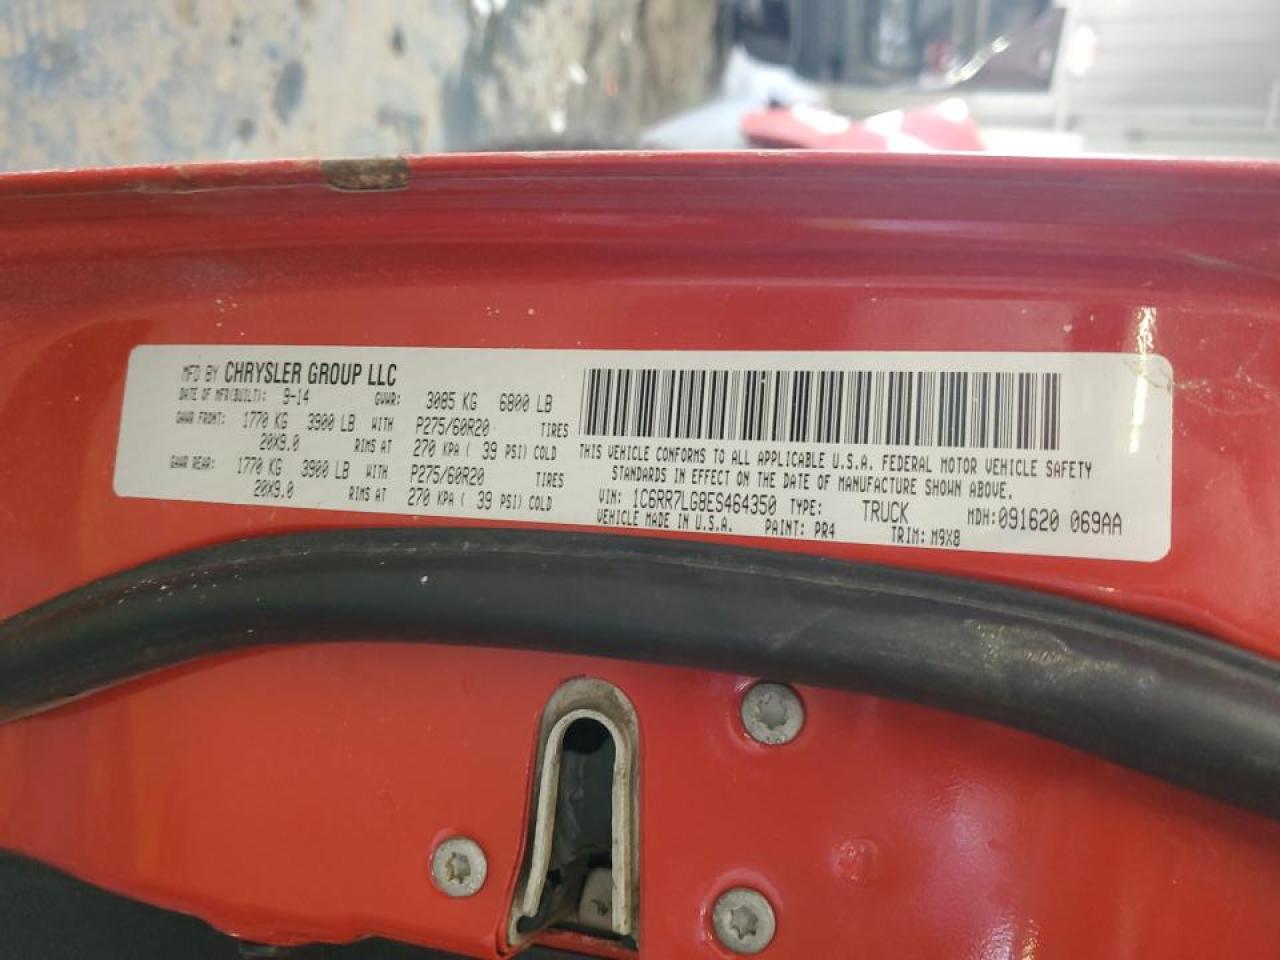 MFD BY CHRYSLER GROUP LLC
DATE OF MFR(BUILT): 9-14 GVWR: 3085 KG 6800 LB
GAWR FRONT: 1770 KG 3900 LB WITH P275/60R20 TIRES
20X9.0 RIMS AT 270 KPA ( 39 PSI) COLD
GAWR REAR: 1770 KG 3900 LB WITH P275/60R20 TIRES
20X9.0 RIMS AT 270 KPA ( 39 PSI) COLD
THIS VEHICLE CONFORMS TO ALL APPLICABLE U.S.A. FEDERAL MOTOR VEHICLE SAFETY
STANDARDS IN EFFECT ON THE DATE OF MANUFACTURE SHOWN ABOVE.
VIN: 1C6RR7LG8ES464350 TYPE: TRUCK MDH:091620 069AA
VEHICLE MADE IN U.S.A. PAINT: PR4 TRIM: M9X8